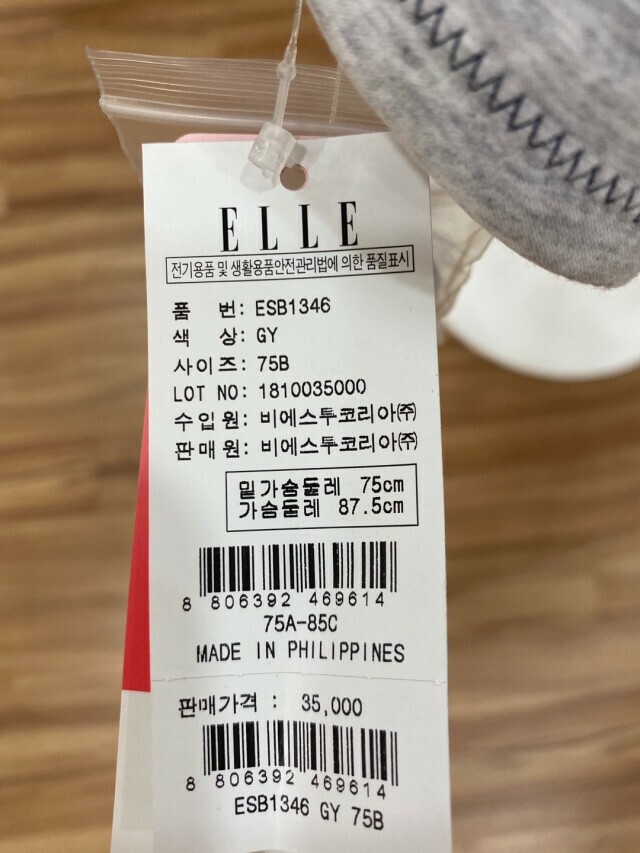 ELLE
전기용품 및 생활용품안전관리법에 의한 품질표시
품 번: ESB1346
색 상: GY
사이즈: 75B
LOT NO: 1810035000
수입원: 비에스투코리아㈜
판매원: 비에스투코리아㈜
밑가슴둘레 75cm
가슴둘레 87.5cm
8 806392 469614
75A-85C
MADE IN PHILIPPINES
판매가격 : 35,000
8 806392 469614
ESB1346 GY 75B